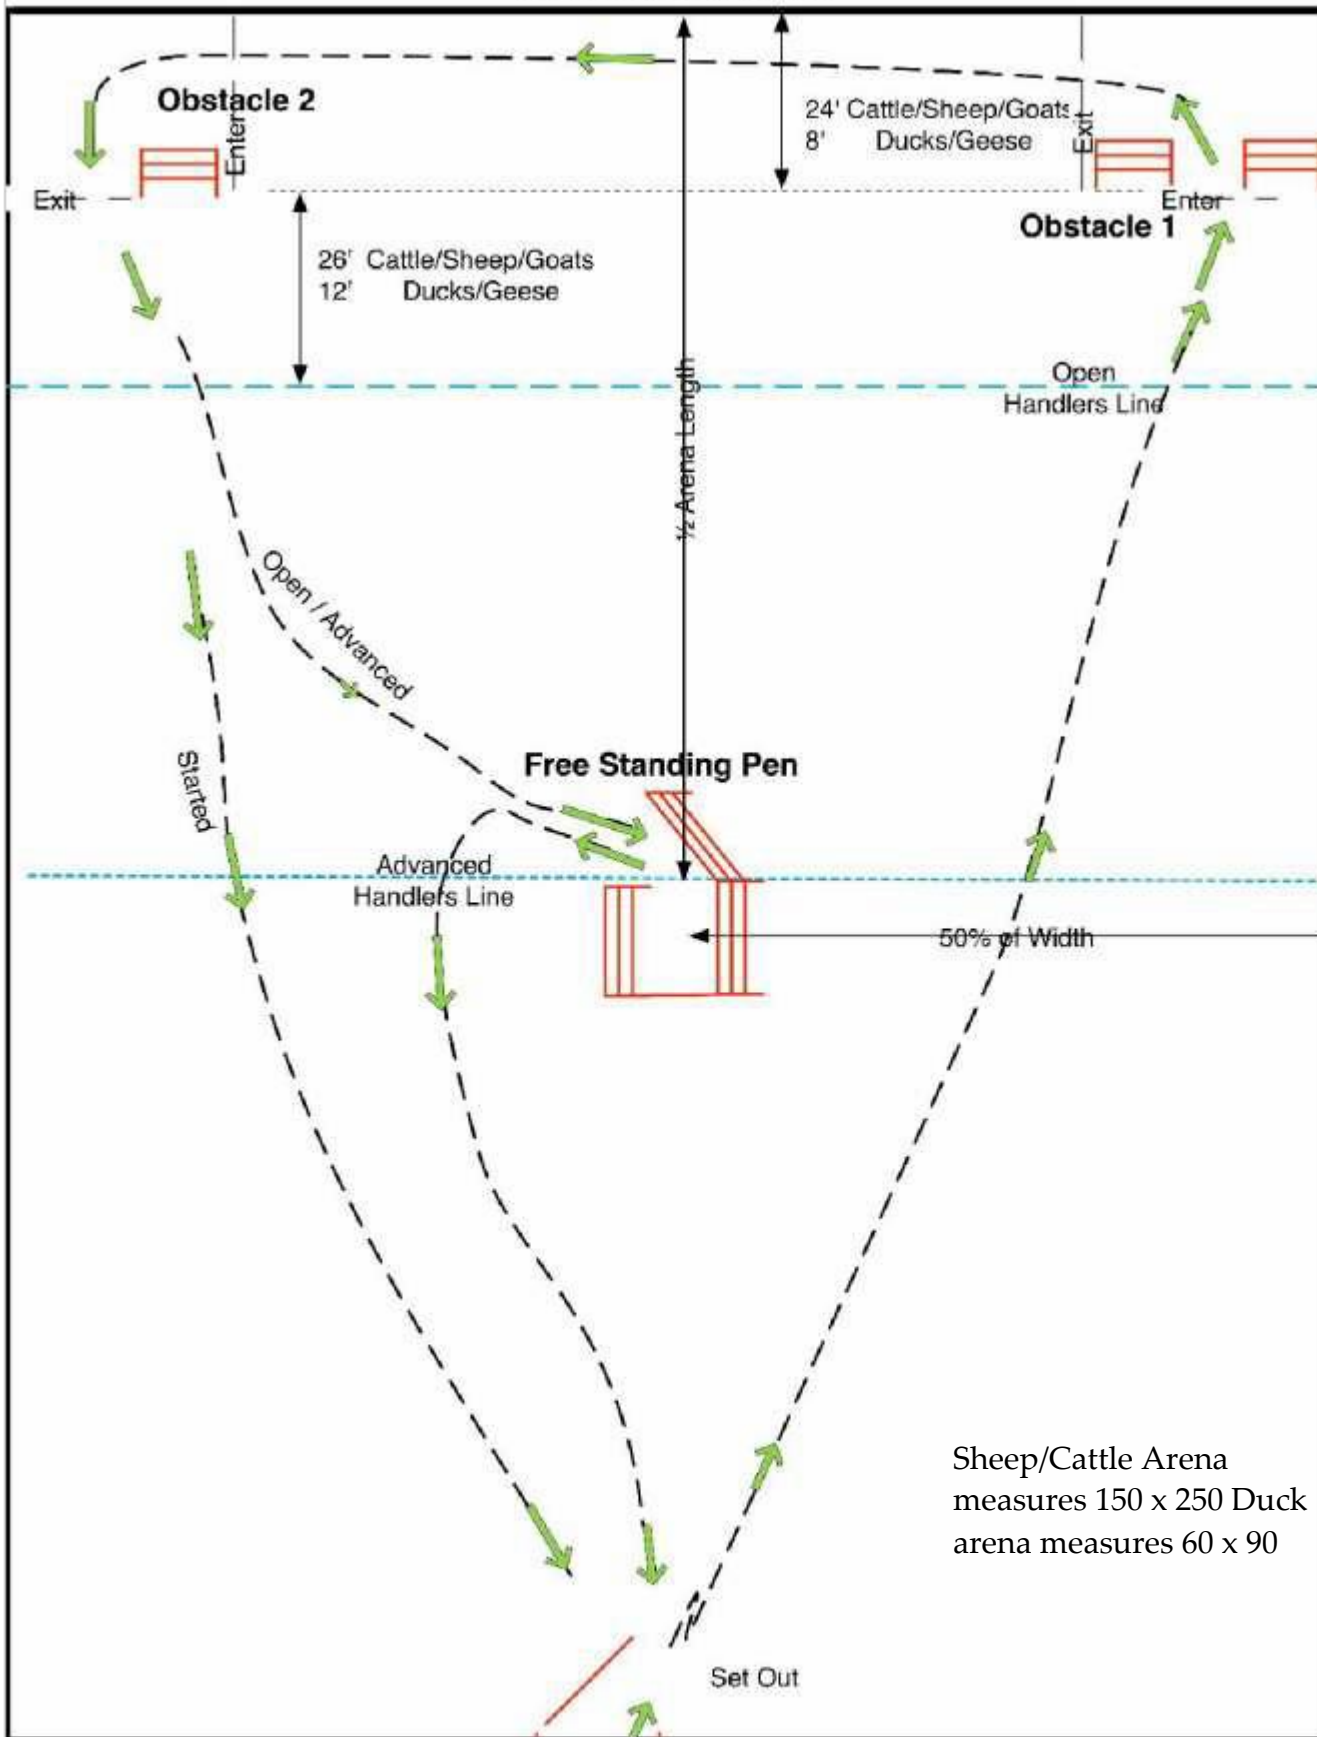 Obstacle 2
Enter
Exit
24' Cattle/Sheep/Goats
8' Ducks/Geese
Exit
Enter
Obstacle 1
26' Cattle/Sheep/Goats
12' Ducks/Geese
½ Arena Length
Open
Handlers Line
Open / Advanced
Started
Free Standing Pen
Advanced
Handlers Line
50% of Width
Sheep/Cattle Arena
measures 150 x 250 Duck
arena measures 60 x 90
Set Out